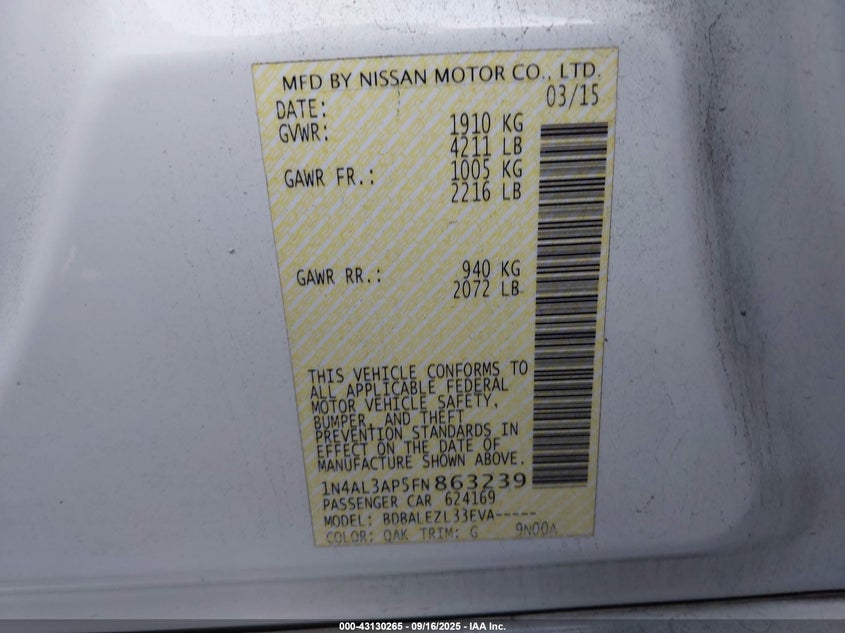 MFD BY NISSAN MOTOR CO., LTD.
DATE: 03/15
GVWR: 1910 KG
4211 LB
GAWR FR.: 1005 KG
2216 LB
GAWR RR.: 940 KG
2072 LB
THIS VEHICLE CONFORMS TO
ALL APPLICABLE FEDERAL
MOTOR VEHICLE SAFETY,
BUMPER, AND THEFT
PREVENTION STANDARDS IN
EFFECT ON THE DATE OF
MANUFACTURE SHOWN ABOVE.
1N4AL3AP5FN863239
PASSENGER CAR 624169
MODEL: BDBALEZL33EVA-----
COLOR: QAK TRIM: G 9N00A
000-43130265 - 09/16/2025 - IAA Inc.